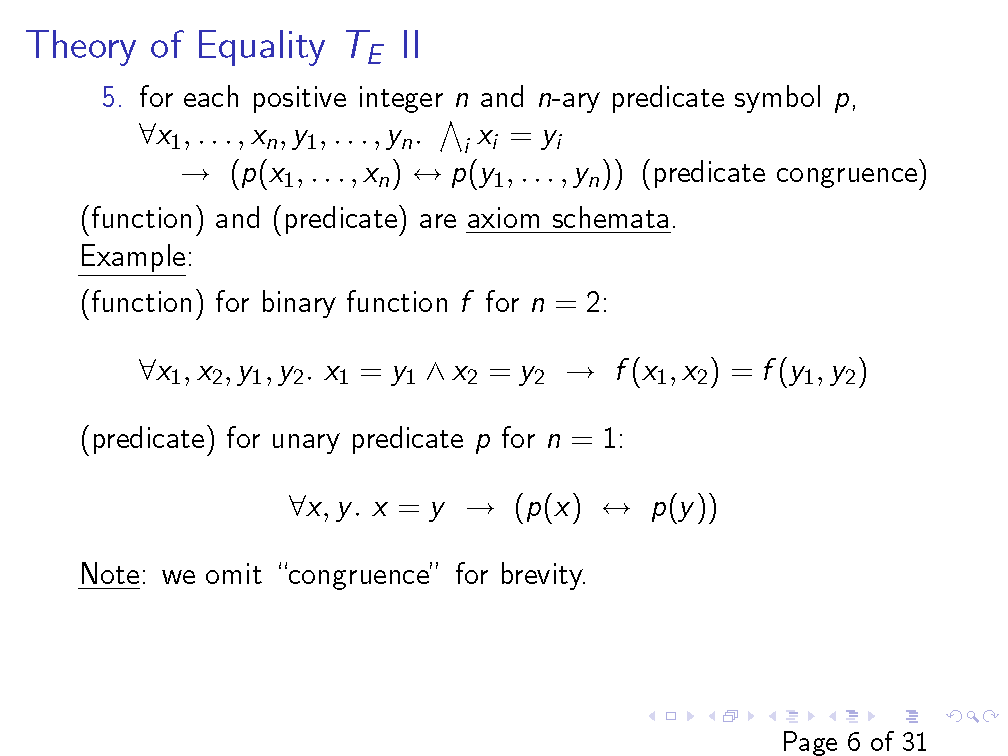 Theory of Equality T_E II
5. for each positive integer n and n-ary predicate symbol p,
∀x₁, . . . , xₙ, y₁, . . . , yₙ. ⋀ᵢ xᵢ = yᵢ
→ (p(x₁, . . . , xₙ) ↔ p(y₁, . . . , yₙ)) (predicate congruence)
(function) and (predicate) are axiom schemata.
Example:
(function) for binary function f for n = 2:
∀x₁, x₂, y₁, y₂. x₁ = y₁ ∧ x₂ = y₂ → f(x₁, x₂) = f(y₁, y₂)
(predicate) for unary predicate p for n = 1:
∀x, y. x = y → (p(x) ↔ p(y))
Note: we omit “congruence” for brevity.
Page 6 of 31